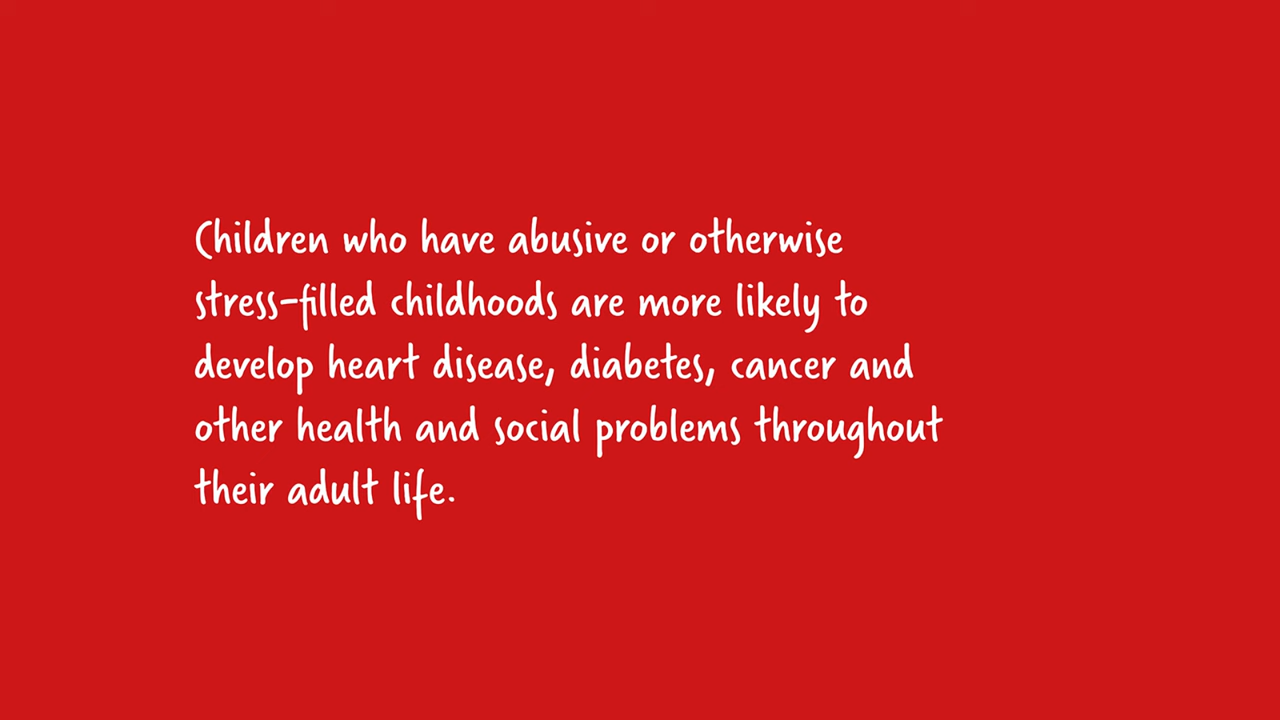 Children who have abusive or otherwise
stress-filled childhoods are more likely to
develop heart disease, diabetes, cancer and
other health and social problems throughout
their adult life.